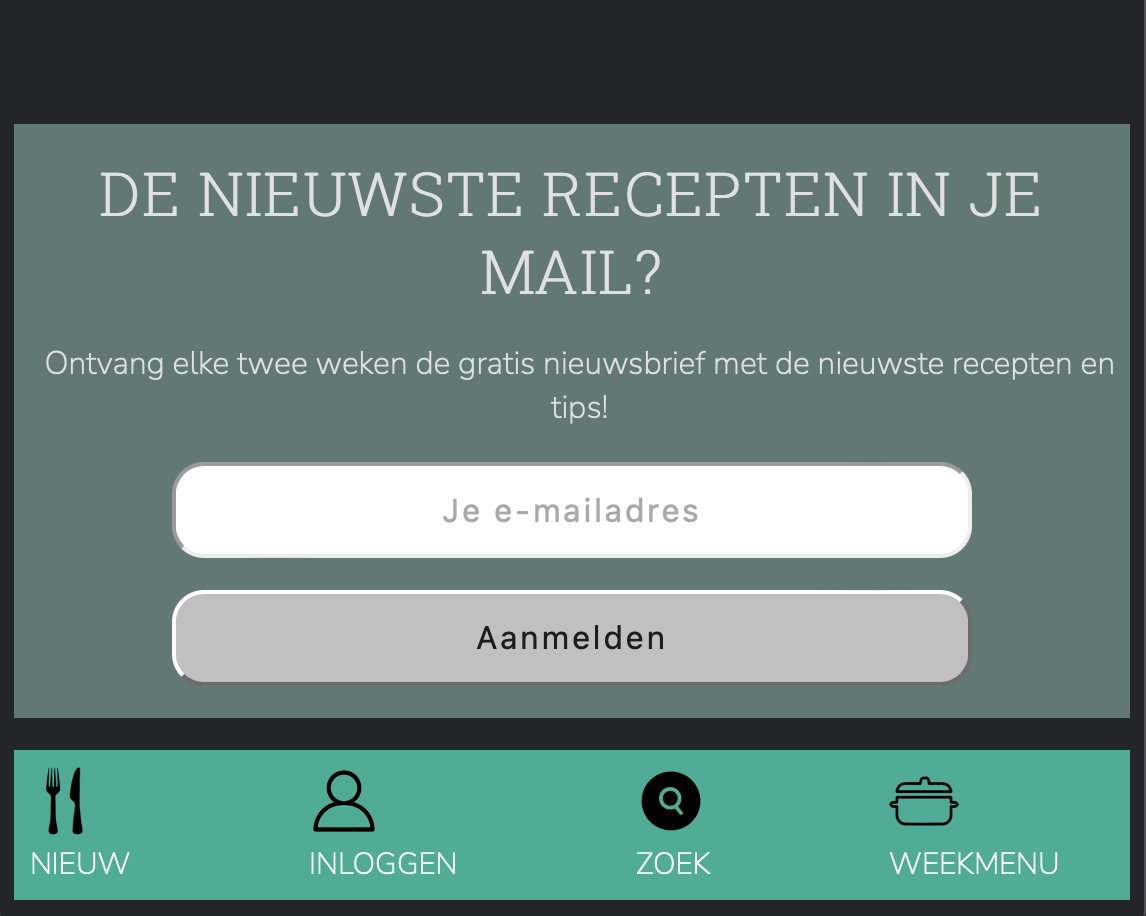 DE NIEUWSTE RECEPTEN IN JE
MAIL?
Ontvang elke twee weken de gratis nieuwsbrief met de nieuwste recepten en
tips!
Je e-mailadres
Aanmelden
NIEUW INLOGGEN ZOEK WEEKMENU